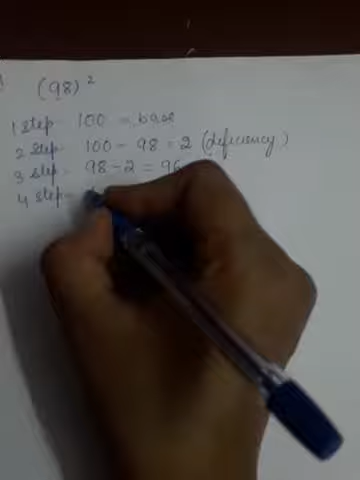 (98)²
1 step - 100 = base
2 step - 100 - 98 = 2 (deficiency)
3 step - 98 - 2 = 96
4 step -